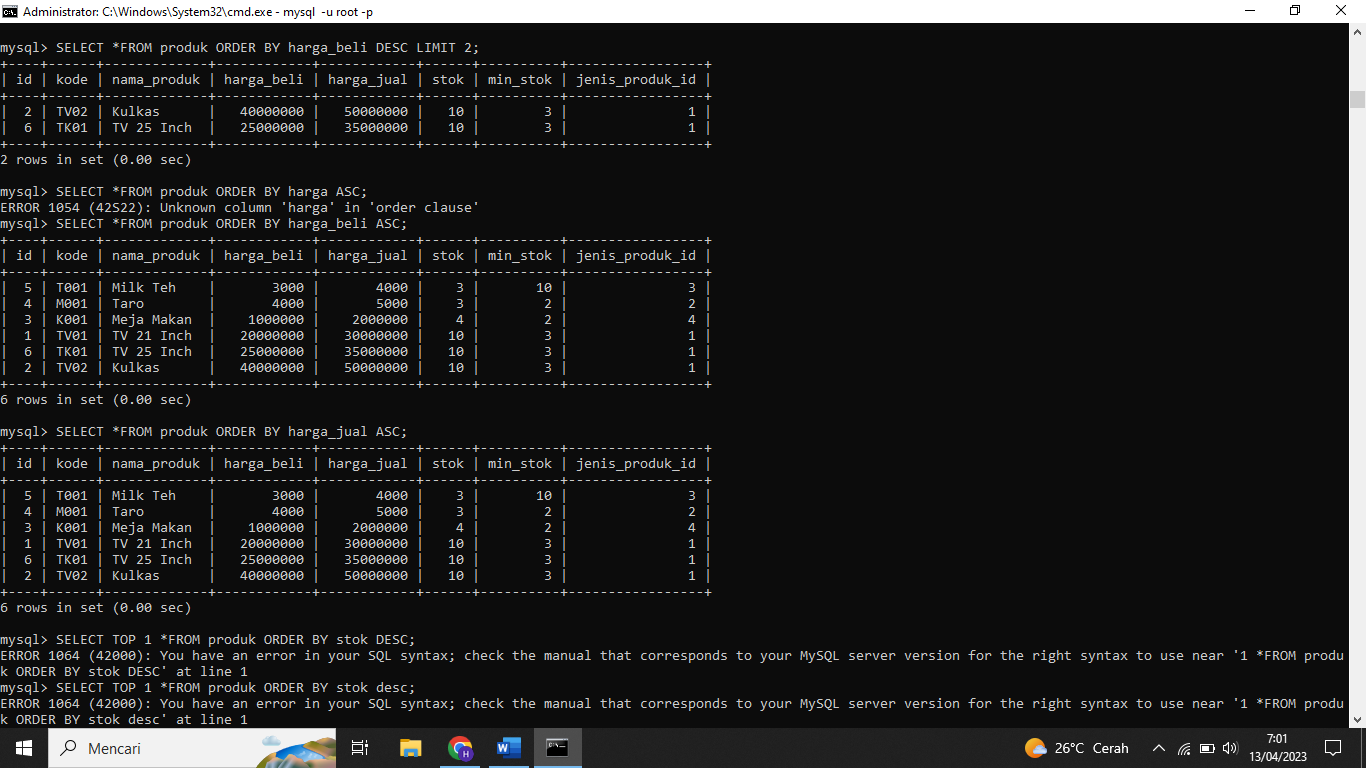 Administrator: C:\Windows\System32\cmd.exe - mysql  -u root -p
mysql> SELECT *FROM produk ORDER BY harga_beli DESC LIMIT 2;
+----+------+-------------+------------+------------+------+----------+-----------------+
| id | kode | nama_produk | harga_beli | harga_jual | stok | min_stok | jenis_produk_id |
+----+------+-------------+------------+------------+------+----------+-----------------+
|  2 | TV02 | Kulkas      |   40000000 |   50000000 |   10 |        3 |               1 |
|  6 | TK01 | TV 25 Inch  |   25000000 |   35000000 |   10 |        3 |               1 |
+----+------+-------------+------------+------------+------+----------+-----------------+
2 rows in set (0.00 sec)
mysql> SELECT *FROM produk ORDER BY harga ASC;
ERROR 1054 (42S22): Unknown column 'harga' in 'order clause'
mysql> SELECT *FROM produk ORDER BY harga_beli ASC;
+----+------+-------------+------------+------------+------+----------+-----------------+
| id | kode | nama_produk | harga_beli | harga_jual | stok | min_stok | jenis_produk_id |
+----+------+-------------+------------+------------+------+----------+-----------------+
|  5 | T001 | Milk Teh    |       3000 |       4000 |    3 |       10 |               3 |
|  4 | M001 | Taro        |       4000 |       5000 |    3 |        2 |               2 |
|  3 | K001 | Meja Makan  |    1000000 |    2000000 |    4 |        2 |               4 |
|  1 | TV01 | TV 21 Inch  |   20000000 |   30000000 |   10 |        3 |               1 |
|  6 | TK01 | TV 25 Inch  |   25000000 |   35000000 |   10 |        3 |               1 |
|  2 | TV02 | Kulkas      |   40000000 |   50000000 |   10 |        3 |               1 |
+----+------+-------------+------------+------------+------+----------+-----------------+
6 rows in set (0.00 sec)
mysql> SELECT *FROM produk ORDER BY harga_jual ASC;
+----+------+-------------+------------+------------+------+----------+-----------------+
| id | kode | nama_produk | harga_beli | harga_jual | stok | min_stok | jenis_produk_id |
+----+------+-------------+------------+------------+------+----------+-----------------+
|  5 | T001 | Milk Teh    |       3000 |       4000 |    3 |       10 |               3 |
|  4 | M001 | Taro        |       4000 |       5000 |    3 |        2 |               2 |
|  3 | K001 | Meja Makan  |    1000000 |    2000000 |    4 |        2 |               4 |
|  1 | TV01 | TV 21 Inch  |   20000000 |   30000000 |   10 |        3 |               1 |
|  6 | TK01 | TV 25 Inch  |   25000000 |   35000000 |   10 |        3 |               1 |
|  2 | TV02 | Kulkas      |   40000000 |   50000000 |   10 |        3 |               1 |
+----+------+-------------+------------+------------+------+----------+-----------------+
6 rows in set (0.00 sec)
mysql> SELECT TOP 1 *FROM produk ORDER BY stok DESC;
ERROR 1064 (42000): You have an error in your SQL syntax; check the manual that corresponds to your MySQL server version for the right syntax to use near '1 *FROM produ
k ORDER BY stok DESC' at line 1
mysql> SELECT TOP 1 *FROM produk ORDER BY stok desc;
ERROR 1064 (42000): You have an error in your SQL syntax; check the manual that corresponds to your MySQL server version for the right syntax to use near '1 *FROM produ
k ORDER BY stok desc' at line 1
Mencari
26°C Cerah
7:01
13/04/2023